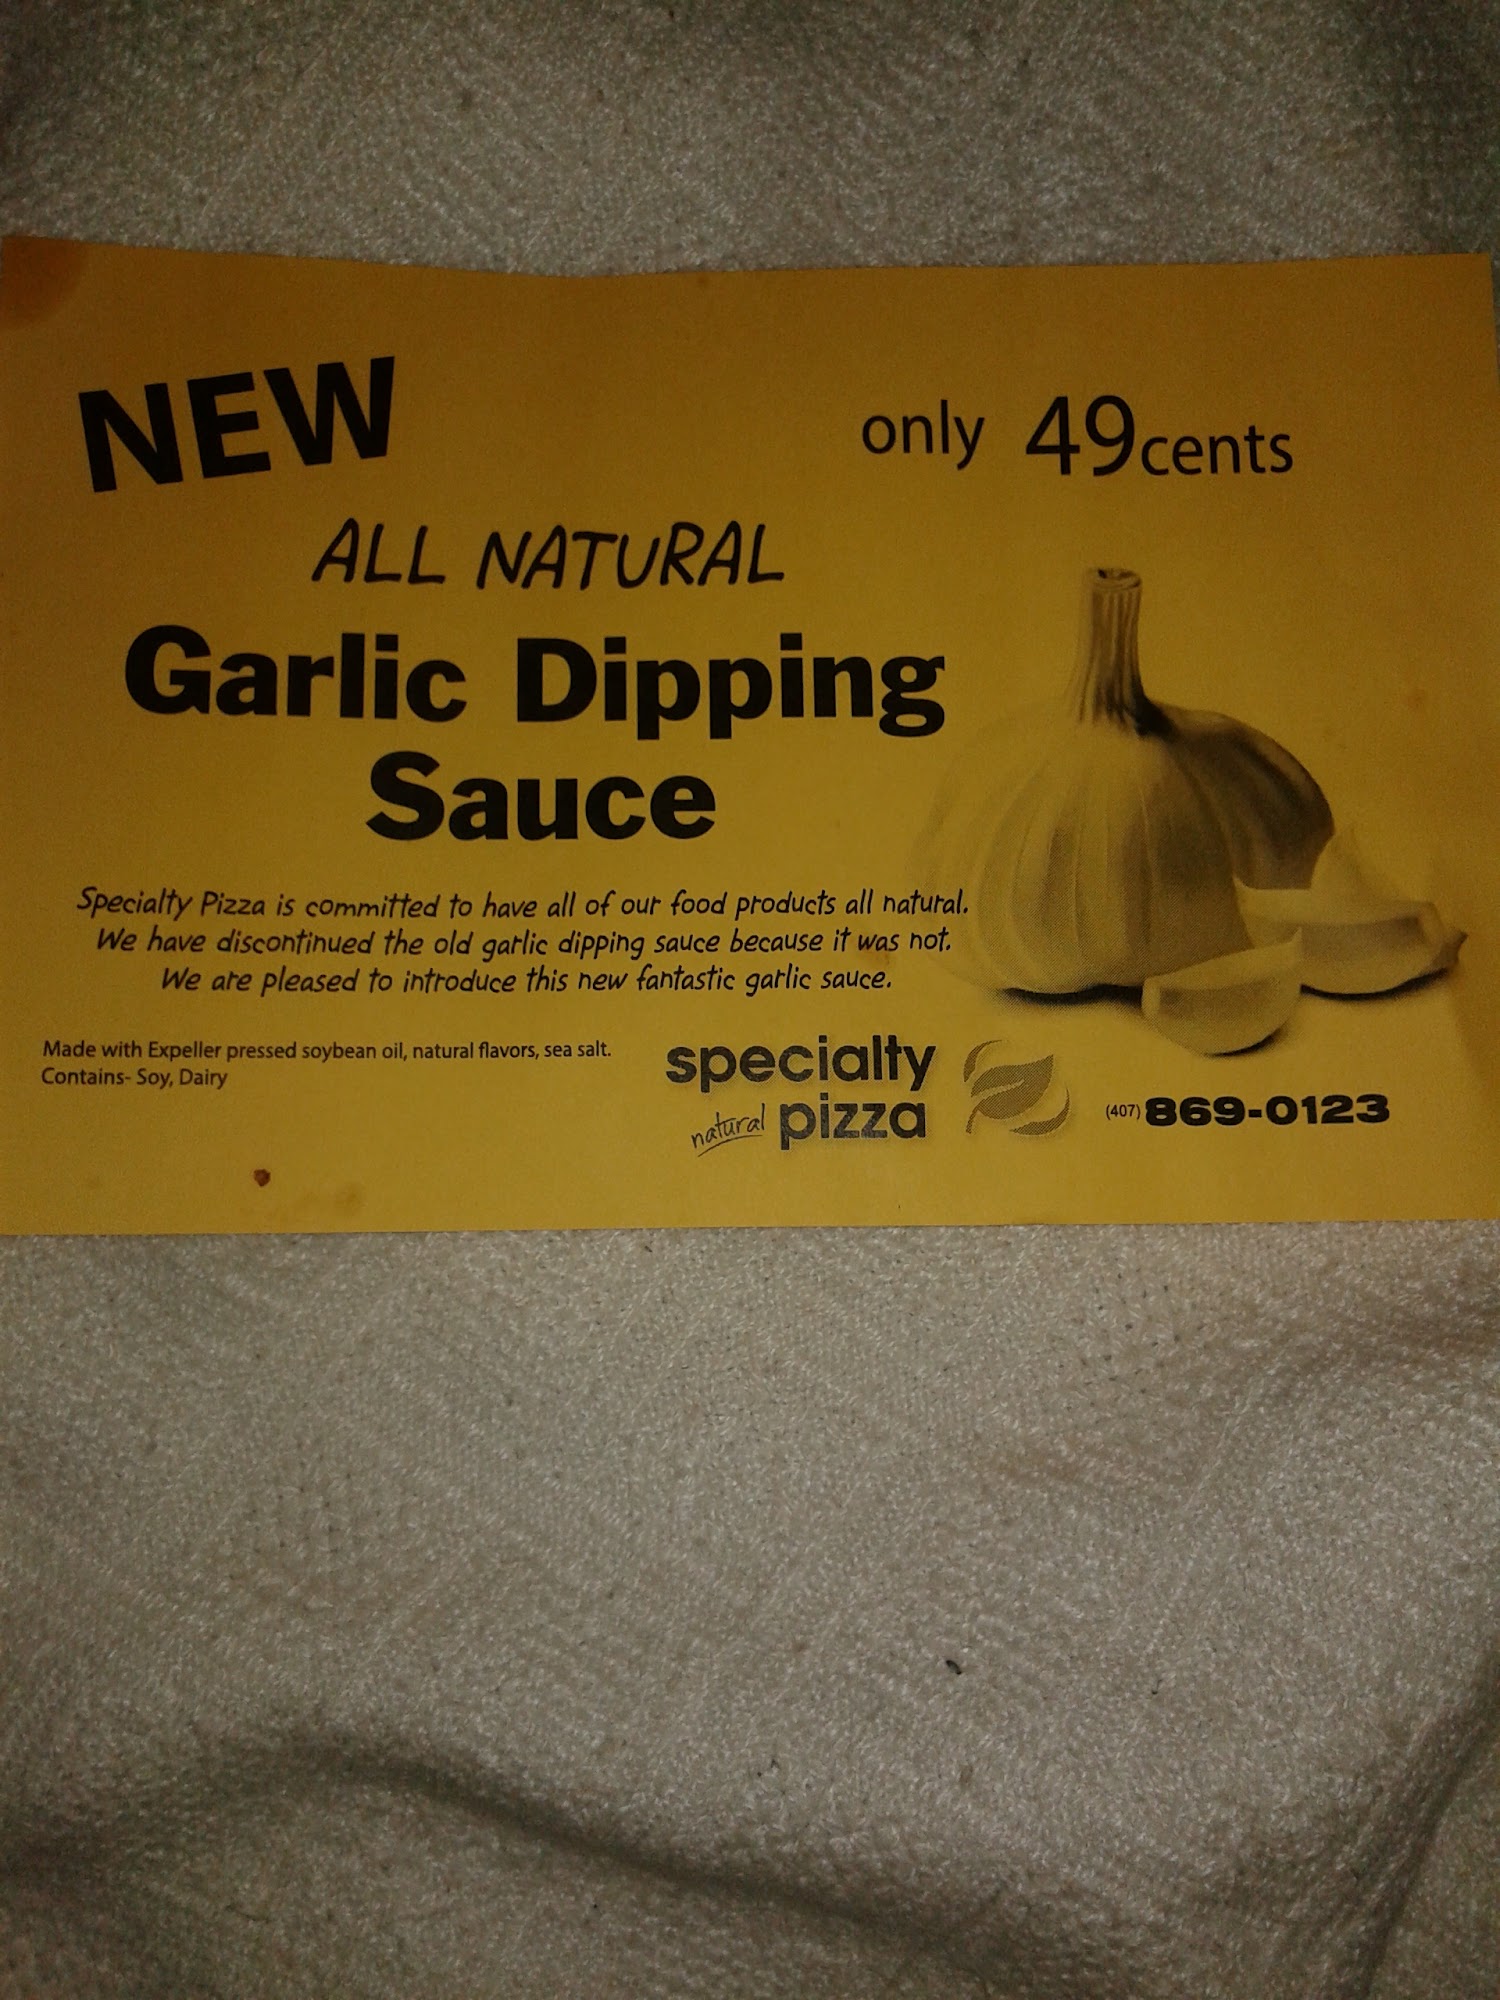 NEW
only 49cents
ALL NATURAL
Garlic Dipping
Sauce
Specialty Pizza is committed to have all of our food products all natural.
We have discontinued the old garlic dipping sauce because it was not.
We are pleased to introduce this new fantastic garlic sauce.
Made with Expeller pressed soybean oil, natural flavors, sea salt.
Contains- Soy, Dairy
specialty
natural pizza
(407) 869-0123